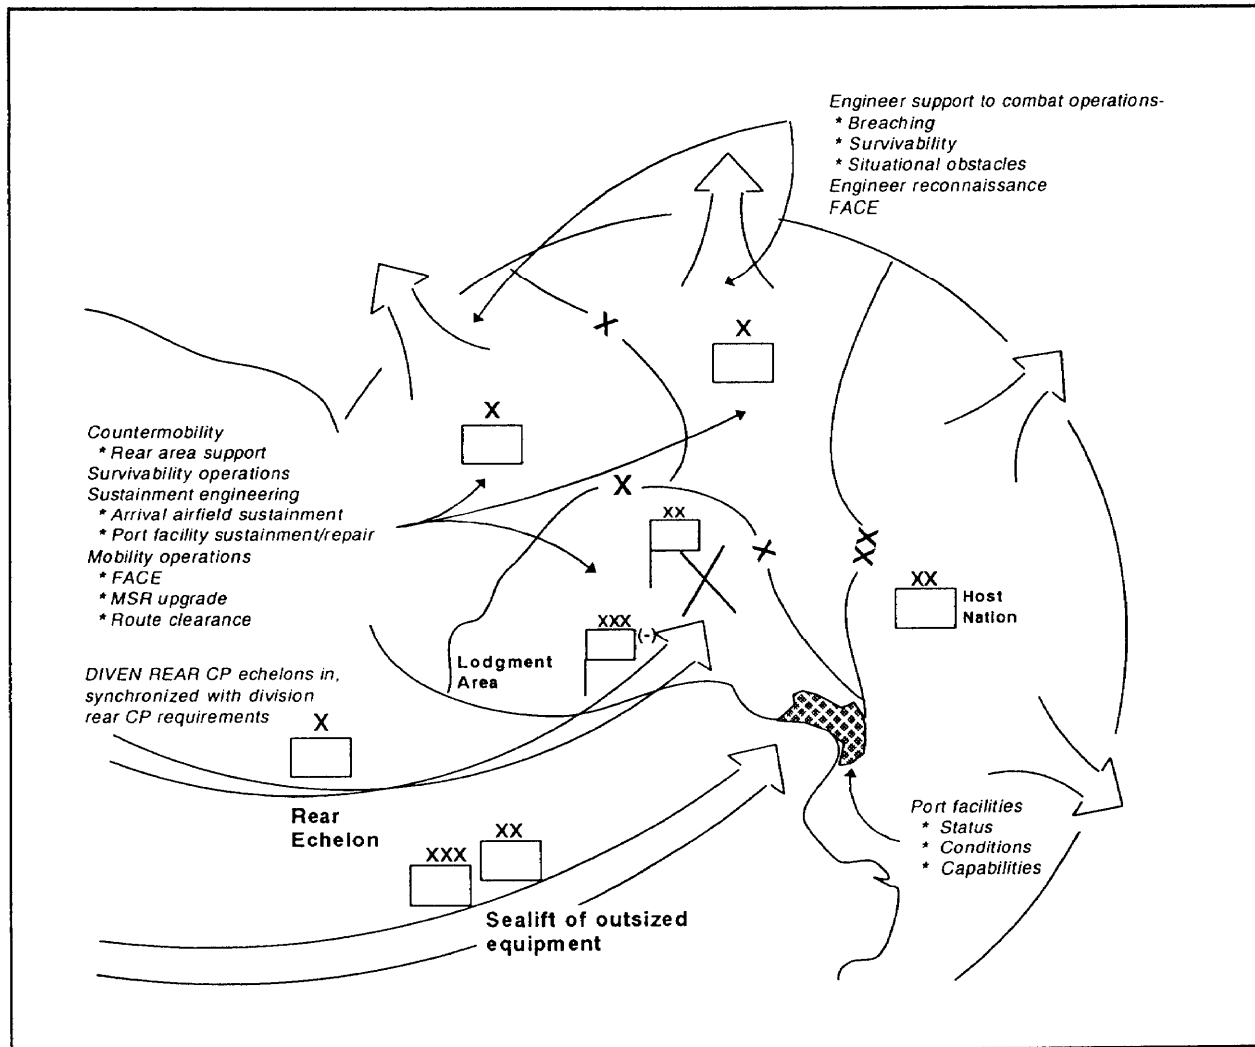 Engineer support to combat operations-
* Breaching
* Survivability
* Situational obstacles
Engineer reconnaissance
FACE
X
X
X
Countermobility
* Rear area support
Survivability operations
Sustainment engineering
* Arrival airfield sustainment
* Port facility sustainment/repair
Mobility operations
* FACE
* MSR upgrade
* Route clearance
X
XX
X
XX
XX
Host
Nation
XXX
(-)
Lodgment
Area
DIVEN REAR CP echelons in,
synchronized with division
rear CP requirements
X
Rear
Echelon
Port facilities
* Status
* Conditions
* Capabilities
XXX
XX
Sealift of outsized
equipment